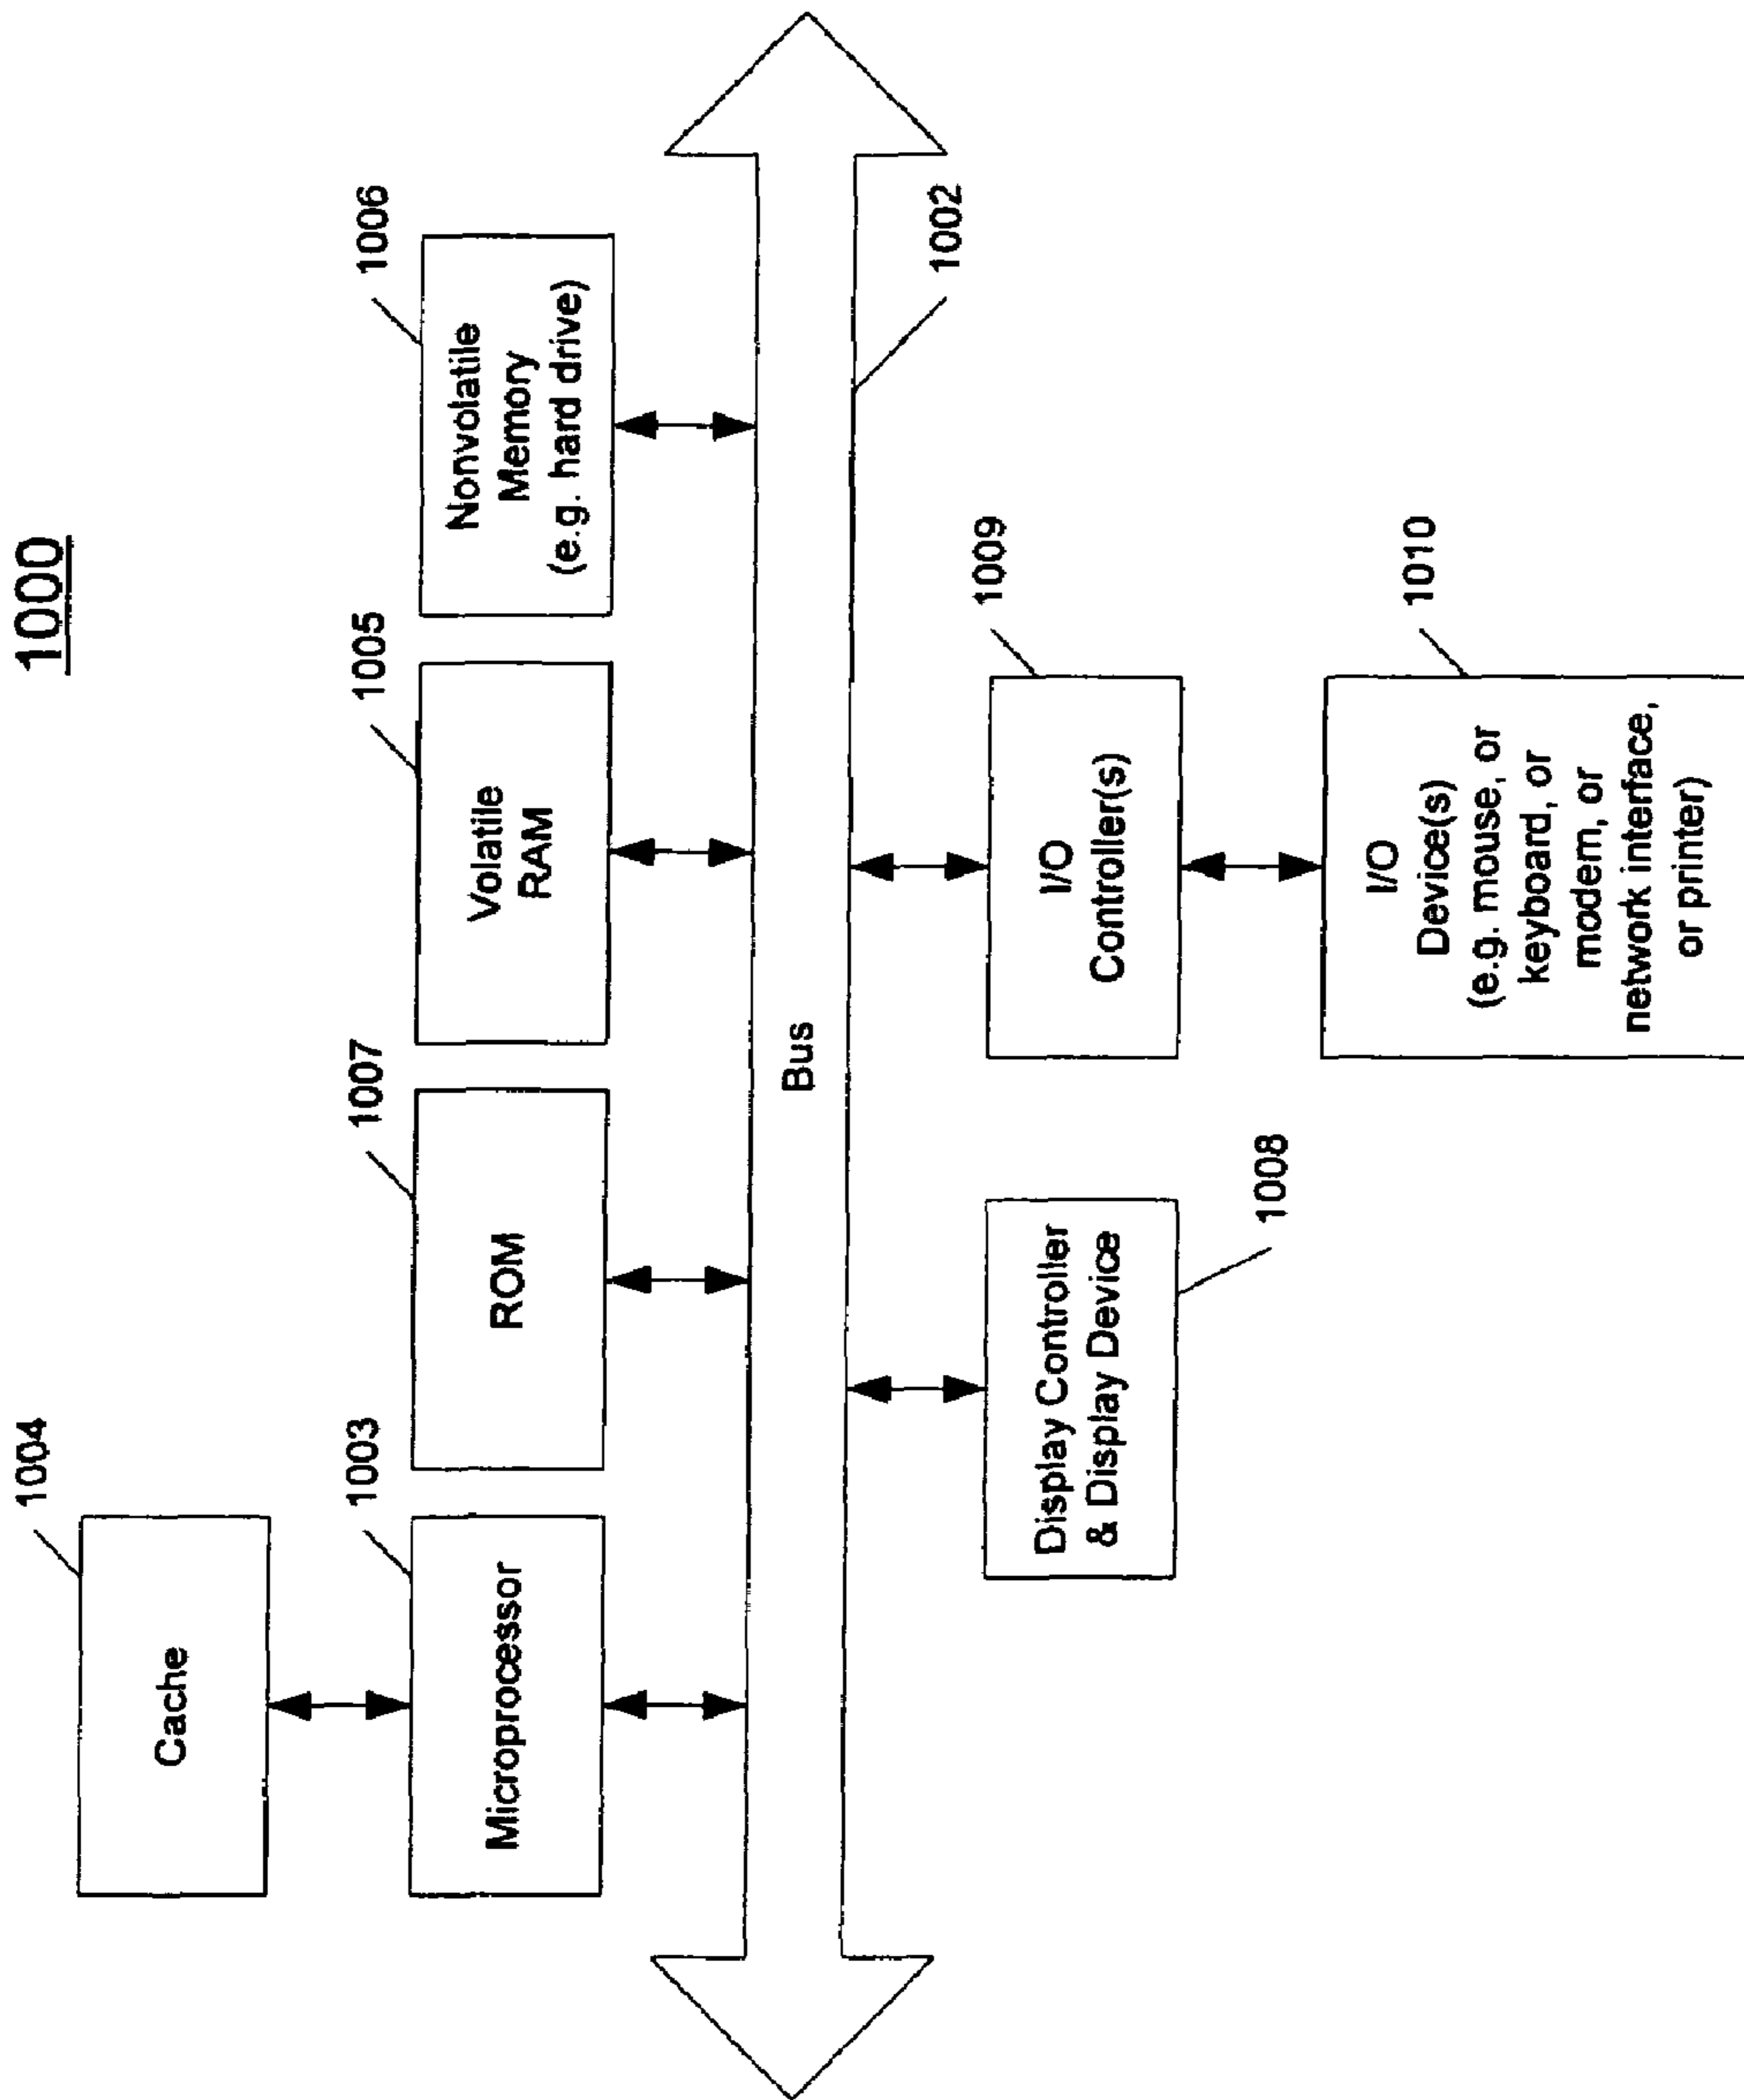 1000
1004
Cache
1003
Microprocessor
1007
ROM
1005
Volatile
RAM
1006
Nonvolatile
Memory
(e.g. hard drive)
Bus
1002
Display Controller
& Display Device
1008
1009
I/O
Controller(s)
1010
I/O
Device(s)
(e.g. mouse, or
keyboard, or
modem, or
network interface,
or printer)